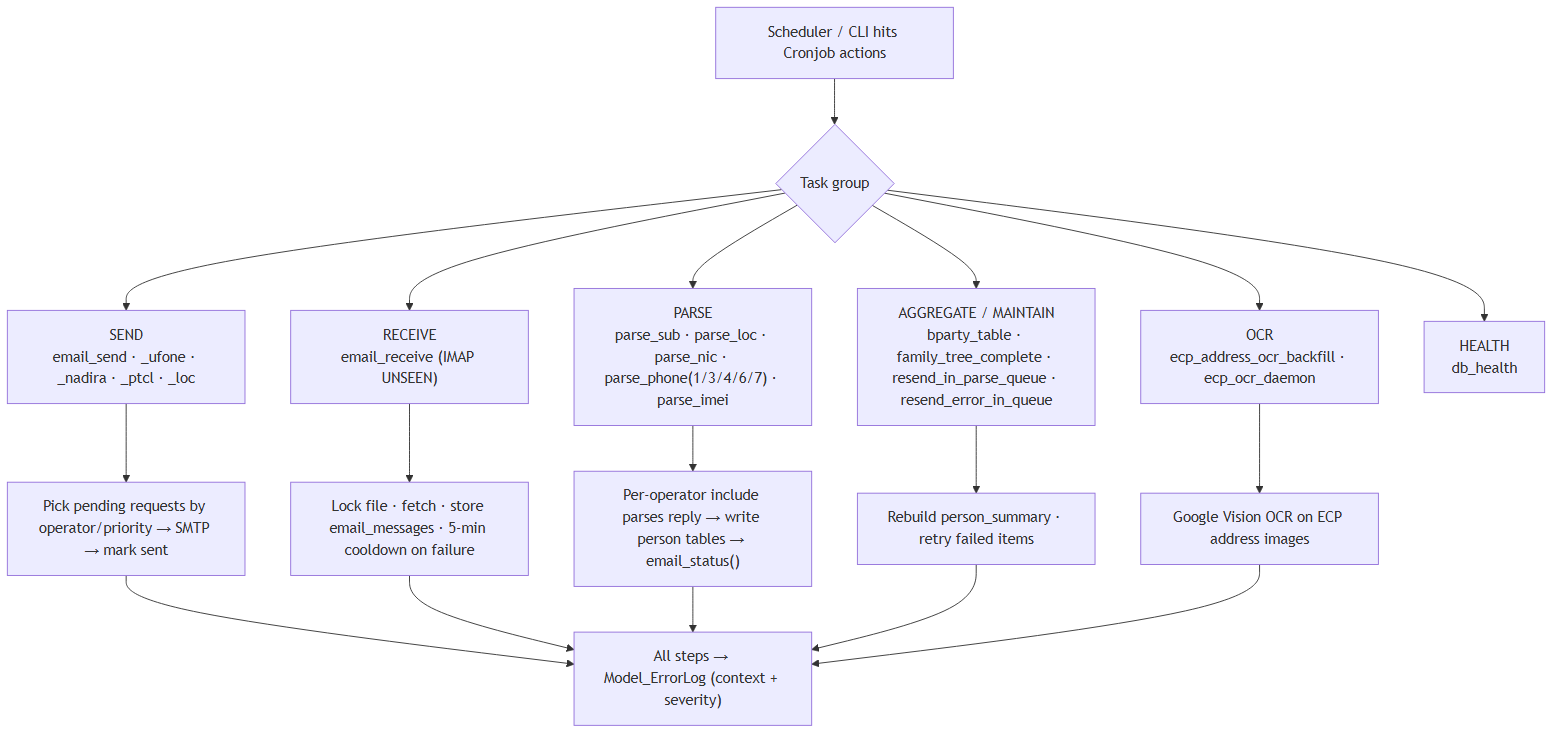 Scheduler / CLI hits
Cronjob actions
Task group
SEND
email_send · _ufone ·
_nadira · _ptcl · _loc
RECEIVE
email_receive (IMAP
UNSEEN)
PARSE
parse_sub · parse_loc ·
parse_nic ·
parse_phone(1/3/4/6/7) ·
parse_imei
AGGREGATE / MAINTAIN
bparty_table ·
family_tree_complete ·
resend_in_parse_queue ·
resend_error_in_queue
OCR
ecp_address_ocr_backfill ·
ecp_ocr_daemon
HEALTH
db_health
Pick pending requests by
operator/priority → SMTP
→ mark sent
Lock file · fetch · store
email_messages · 5-min
cooldown on failure
Per-operator include
parses reply → write
person tables →
email_status()
Rebuild person_summary ·
retry failed items
Google Vision OCR on ECP
address images
All steps →
Model_ErrorLog (context +
severity)